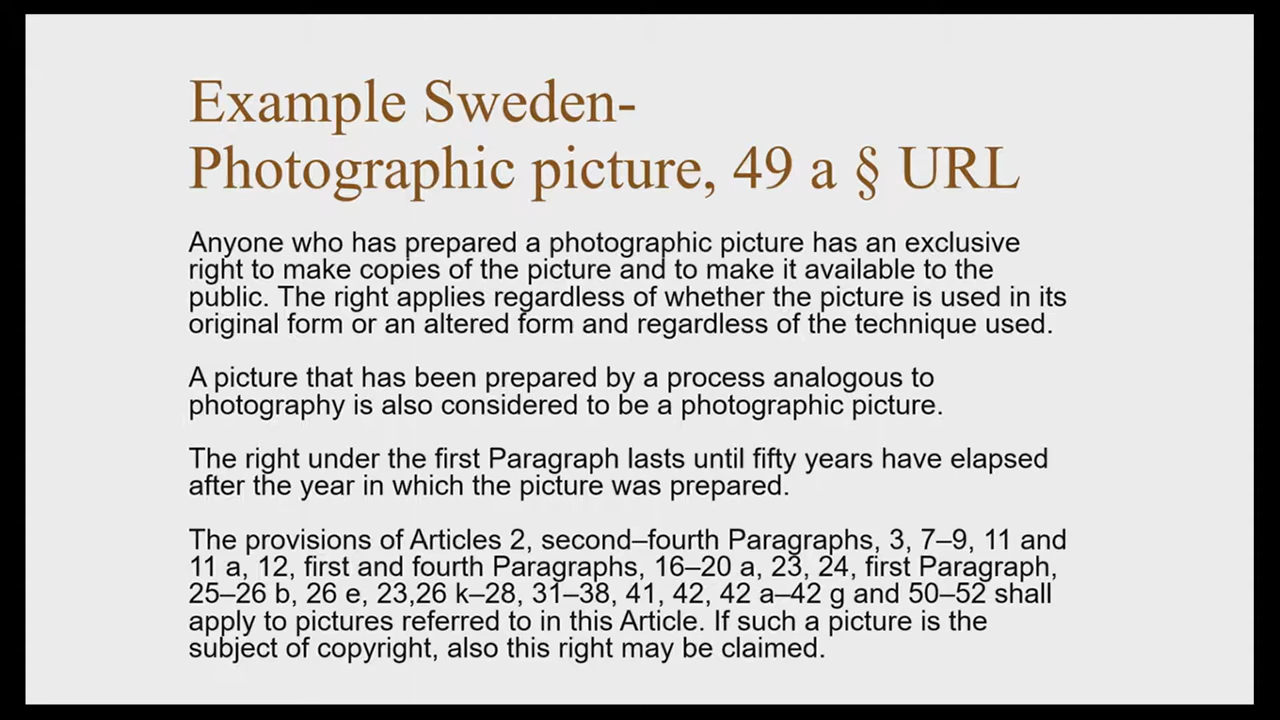 Example Sweden-
Photographic picture, 49 a § URL
Anyone who has prepared a photographic picture has an exclusive
right to make copies of the picture and to make it available to the
public. The right applies regardless of whether the picture is used in its
original form or an altered form and regardless of the technique used.
A picture that has been prepared by a process analogous to
photography is also considered to be a photographic picture.
The right under the first Paragraph lasts until fifty years have elapsed
after the year in which the picture was prepared.
The provisions of Articles 2, second–fourth Paragraphs, 3, 7–9, 11 and
11 a, 12, first and fourth Paragraphs, 16–20 a, 23, 24, first Paragraph,
25–26 b, 26 e, 23,26 k–28, 31–38, 41, 42, 42 a–42 g and 50–52 shall
apply to pictures referred to in this Article. If such a picture is the
subject of copyright, also this right may be claimed.